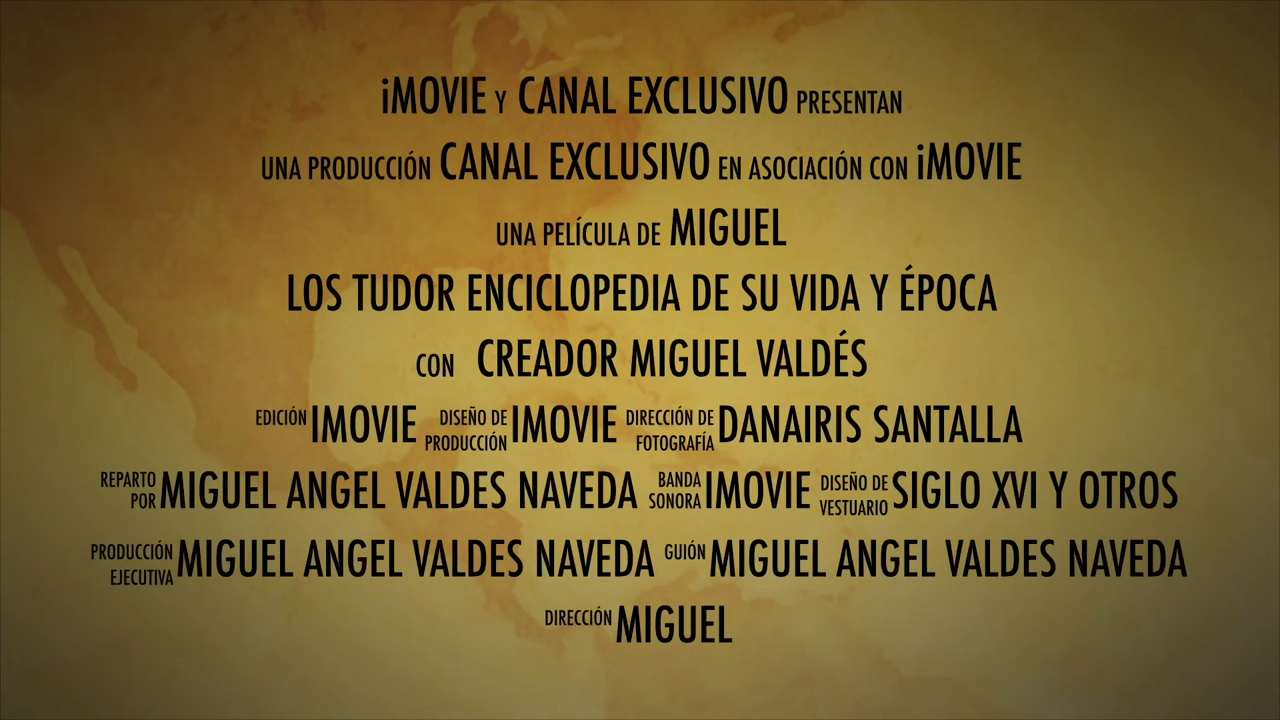 iMOVIE Y CANAL EXCLUSIVO PRESENTAN
UNA PRODUCCIÓN CANAL EXCLUSIVO EN ASOCIACIÓN CON iMOVIE
UNA PELÍCULA DE MIGUEL
LOS TUDOR ENCICLOPEDIA DE SU VIDA Y ÉPOCA
CON CREADOR MIGUEL VALDÉS
EDICIÓN IMOVIE DISEÑO DE PRODUCCIÓN IMOVIE DIRECCIÓN DE FOTOGRAFÍA DANAIRIS SANTALLA
REPARTO POR MIGUEL ANGEL VALDES NAVEDA BANDA SONORA IMOVIE DISEÑO DE VESTUARIO SIGLO XVI Y OTROS
PRODUCCIÓN EJECUTIVA MIGUEL ANGEL VALDES NAVEDA GUIÓN MIGUEL ANGEL VALDES NAVEDA
DIRECCIÓN MIGUEL